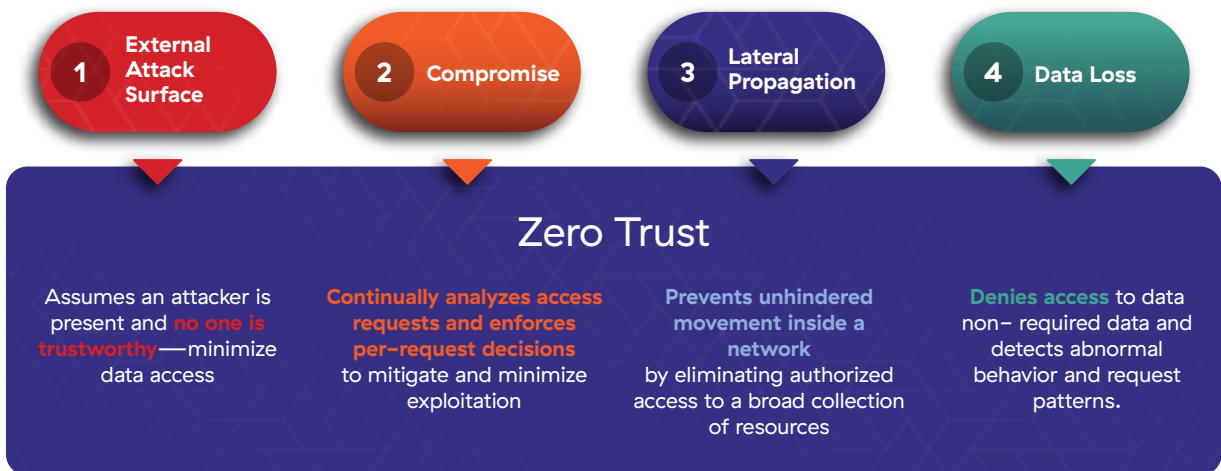 1
External
Attack
Surface
2
Compromise
3
Lateral
Propagation
4
Data Loss
Zero Trust
Assumes an attacker is
present and no one is
trustworthy—minimize
data access
Continually analyzes access
requests and enforces
per-request decisions
to mitigate and minimize
exploitation
Prevents unhindered
movement inside a
network
by eliminating authorized
access to a broad collection
of resources
Denies access to data
non- required data and
detects abnormal
behavior and request
patterns.